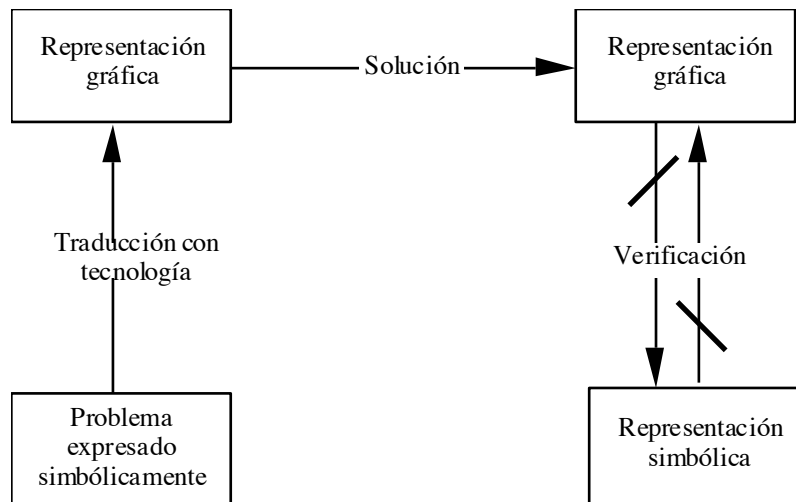 Representación
gráfica
Solución
Representación
gráfica
Traducción con
tecnología
Verificación
Problema
expresado
simbólicamente
Representación
simbólica